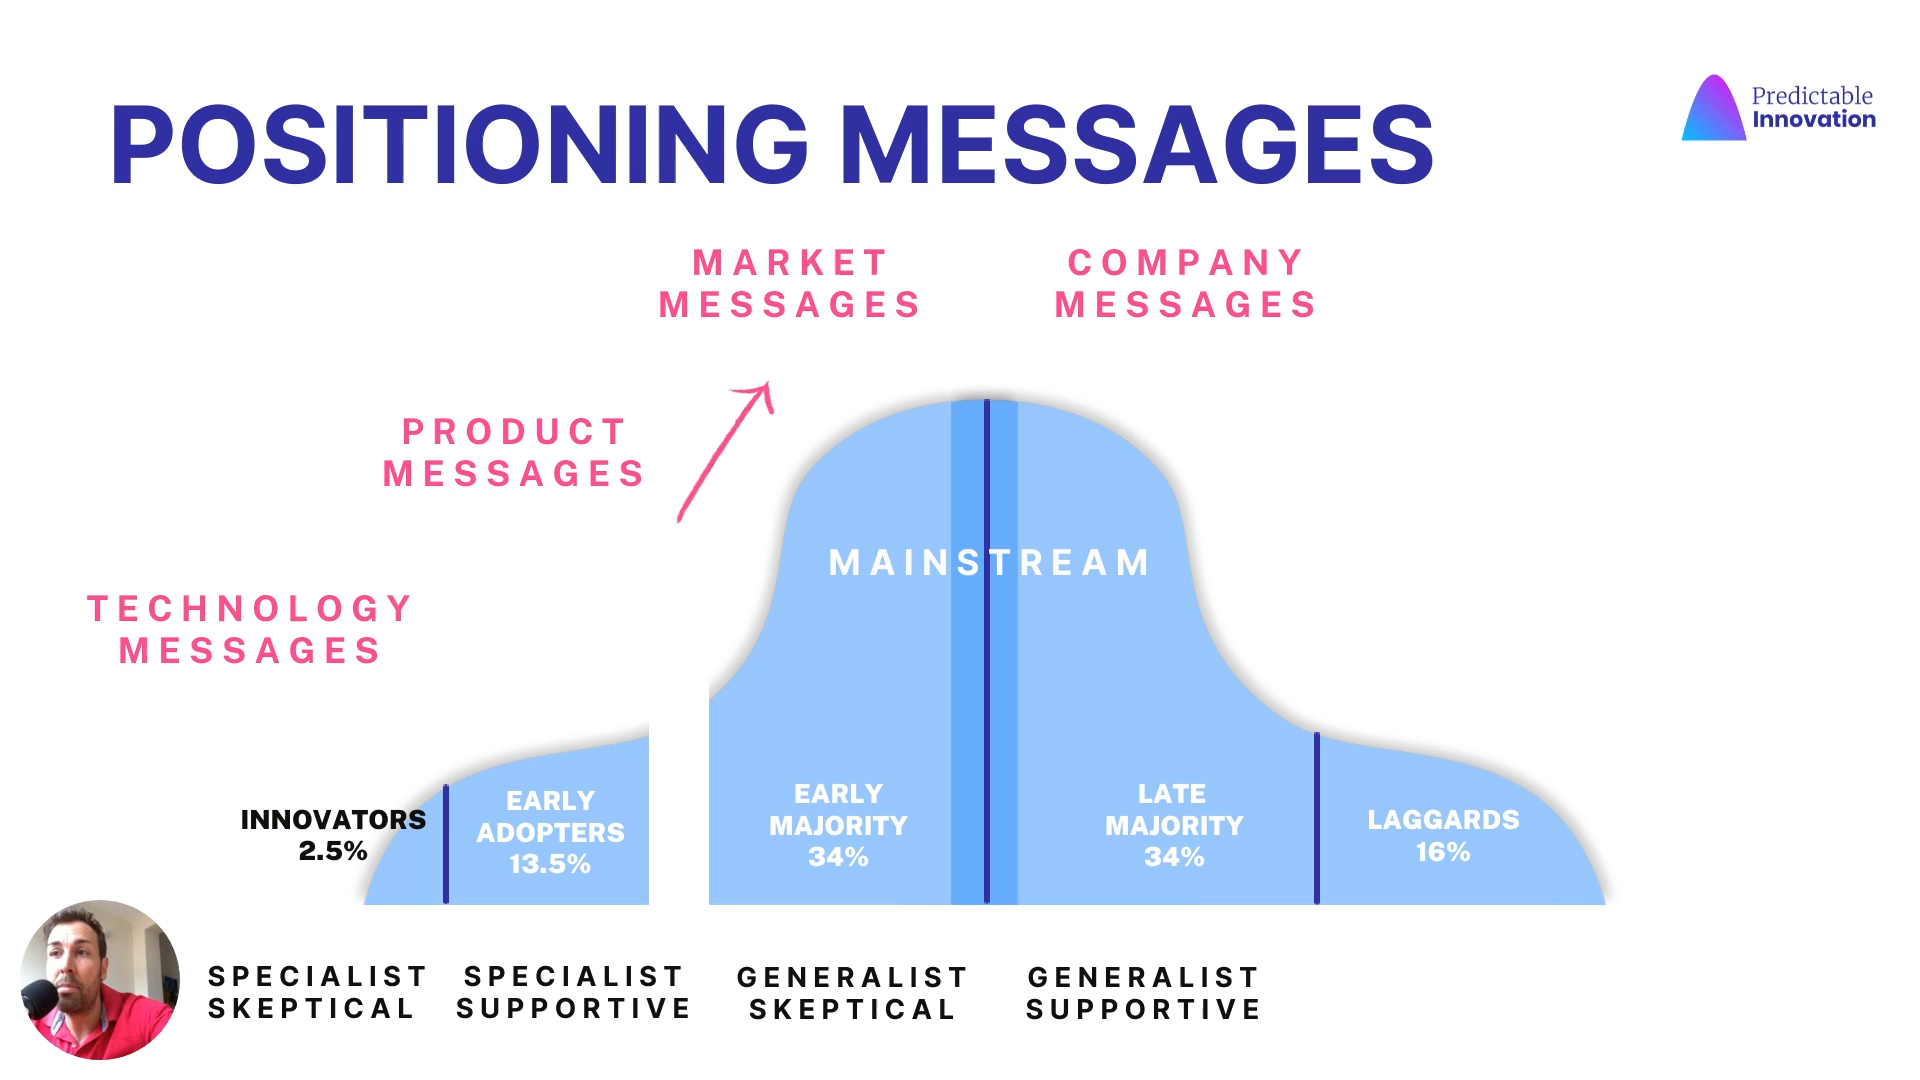 POSITIONING MESSAGES
Predictable
Innovation
MARKET
MESSAGES
COMPANY
MESSAGES
PRODUCT
MESSAGES
TECHNOLOGY
MESSAGES
MAINSTREAM
INNOVATORS
2.5%
EARLY
ADOPTERS
13.5%
EARLY
MAJORITY
34%
LATE
MAJORITY
34%
LAGGARDS
16%
SPECIALIST
SKEPTICAL
SPECIALIST
SUPPORTIVE
GENERALIST
SKEPTICAL
GENERALIST
SUPPORTIVE